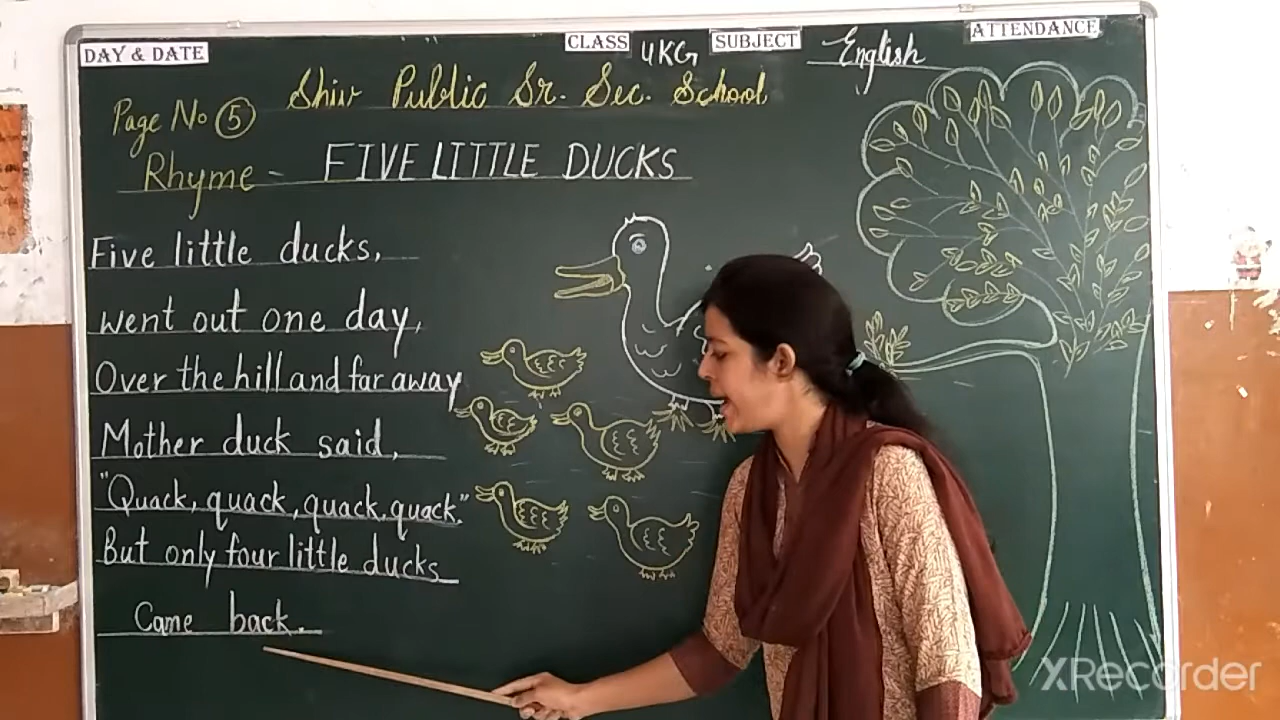 DAY & DATE
CLASS UKG SUBJECT English ATTENDANCE
Shiv Public Sr. Sec. School
Page No 5
Rhyme - FIVE LITTLE DUCKS
Five little ducks,
went out one day,
Over the hill and far away
Mother duck said,
"Quack, quack, quack, quack."
But only four little ducks
Came back.
XRecorder